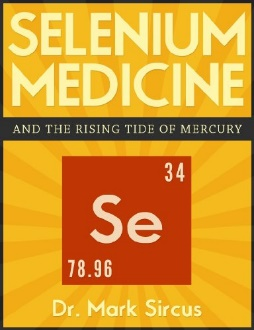 SELENIUM
MEDICINE
AND THE RISING TIDE OF MERCURY
34
Se
78.96
Dr. Mark Sircus